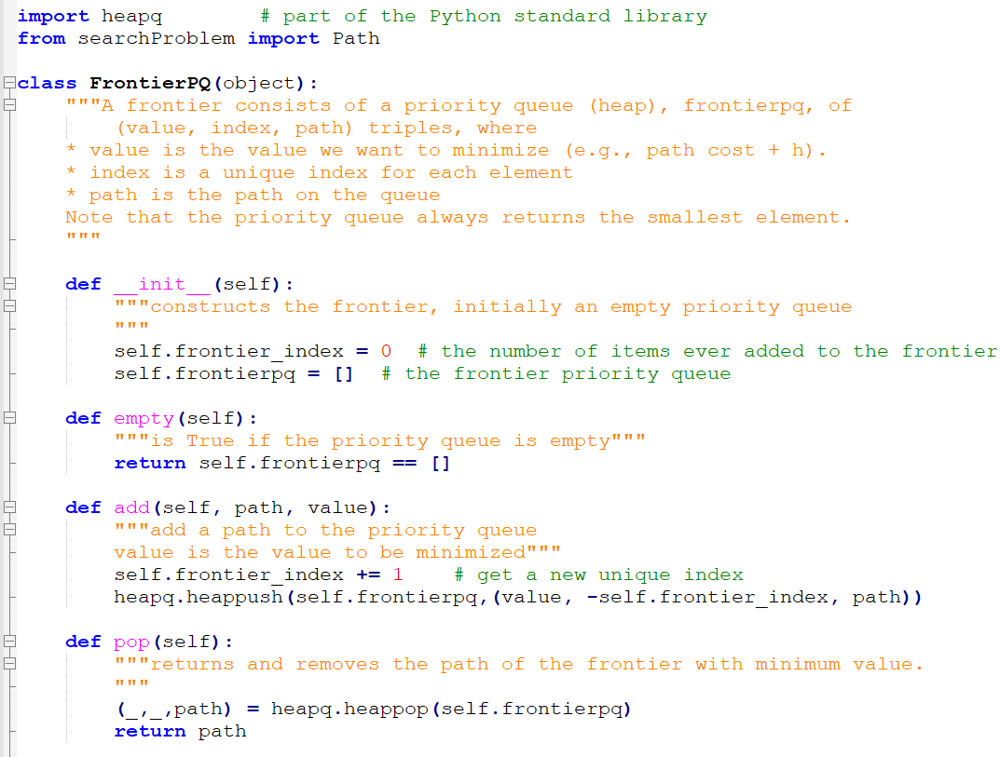 import heapq        # part of the Python standard library
from searchProblem import Path
class FrontierPQ(object):
    """A frontier consists of a priority queue (heap), frontierpq, of
        (value, index, path) triples, where
    * value is the value we want to minimize (e.g., path cost + h).
    * index is a unique index for each element
    * path is the path on the queue
    Note that the priority queue always returns the smallest element.
    """
    def __init__(self):
        """constructs the frontier, initially an empty priority queue
        """
        self.frontier_index = 0  # the number of items ever added to the frontier
        self.frontierpq = []  # the frontier priority queue
    def empty(self):
        """is True if the priority queue is empty"""
        return self.frontierpq == []
    def add(self, path, value):
        """add a path to the priority queue
        value is the value to be minimized"""
        self.frontier_index += 1    # get a new unique index
        heapq.heappush(self.frontierpq,(value, -self.frontier_index, path))
    def pop(self):
        """returns and removes the path of the frontier with minimum value.
        """
        (_,_,path) = heapq.heappop(self.frontierpq)
        return path